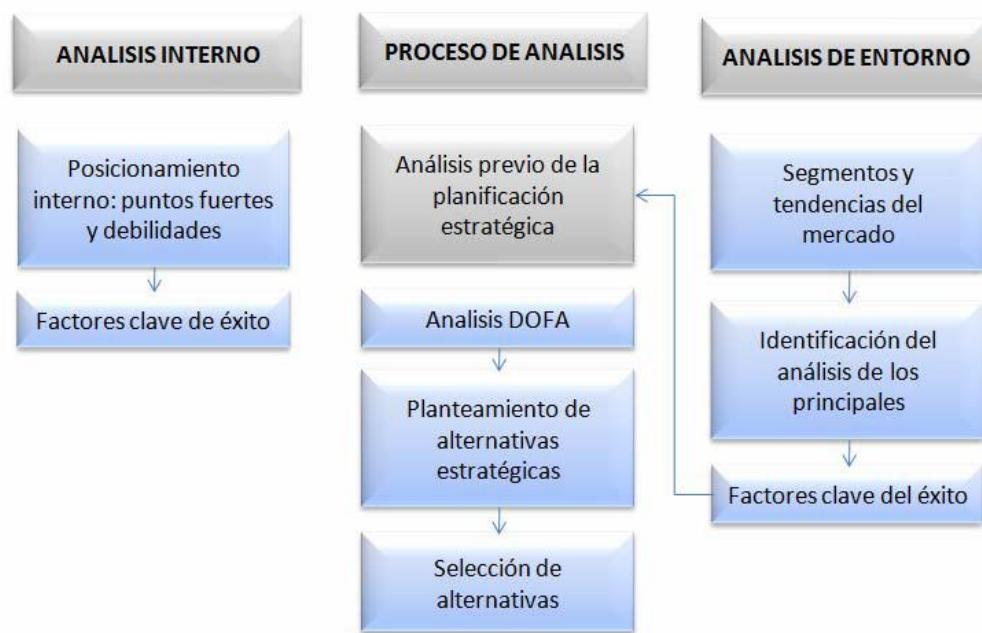 ANALISIS INTERNO
Posicionamiento
interno: puntos fuertes
y debilidades
Factores clave de éxito
PROCESO DE ANALISIS
Análisis previo de la
planificación
estratégica
Analisis DOFA
Planteamiento de
alternativas
estratégicas
Selección de
alternativas
ANALISIS DE ENTORNO
Segmentos y
tendencias del
mercado
Identificación del
análisis de los
principales
Factores clave del éxito